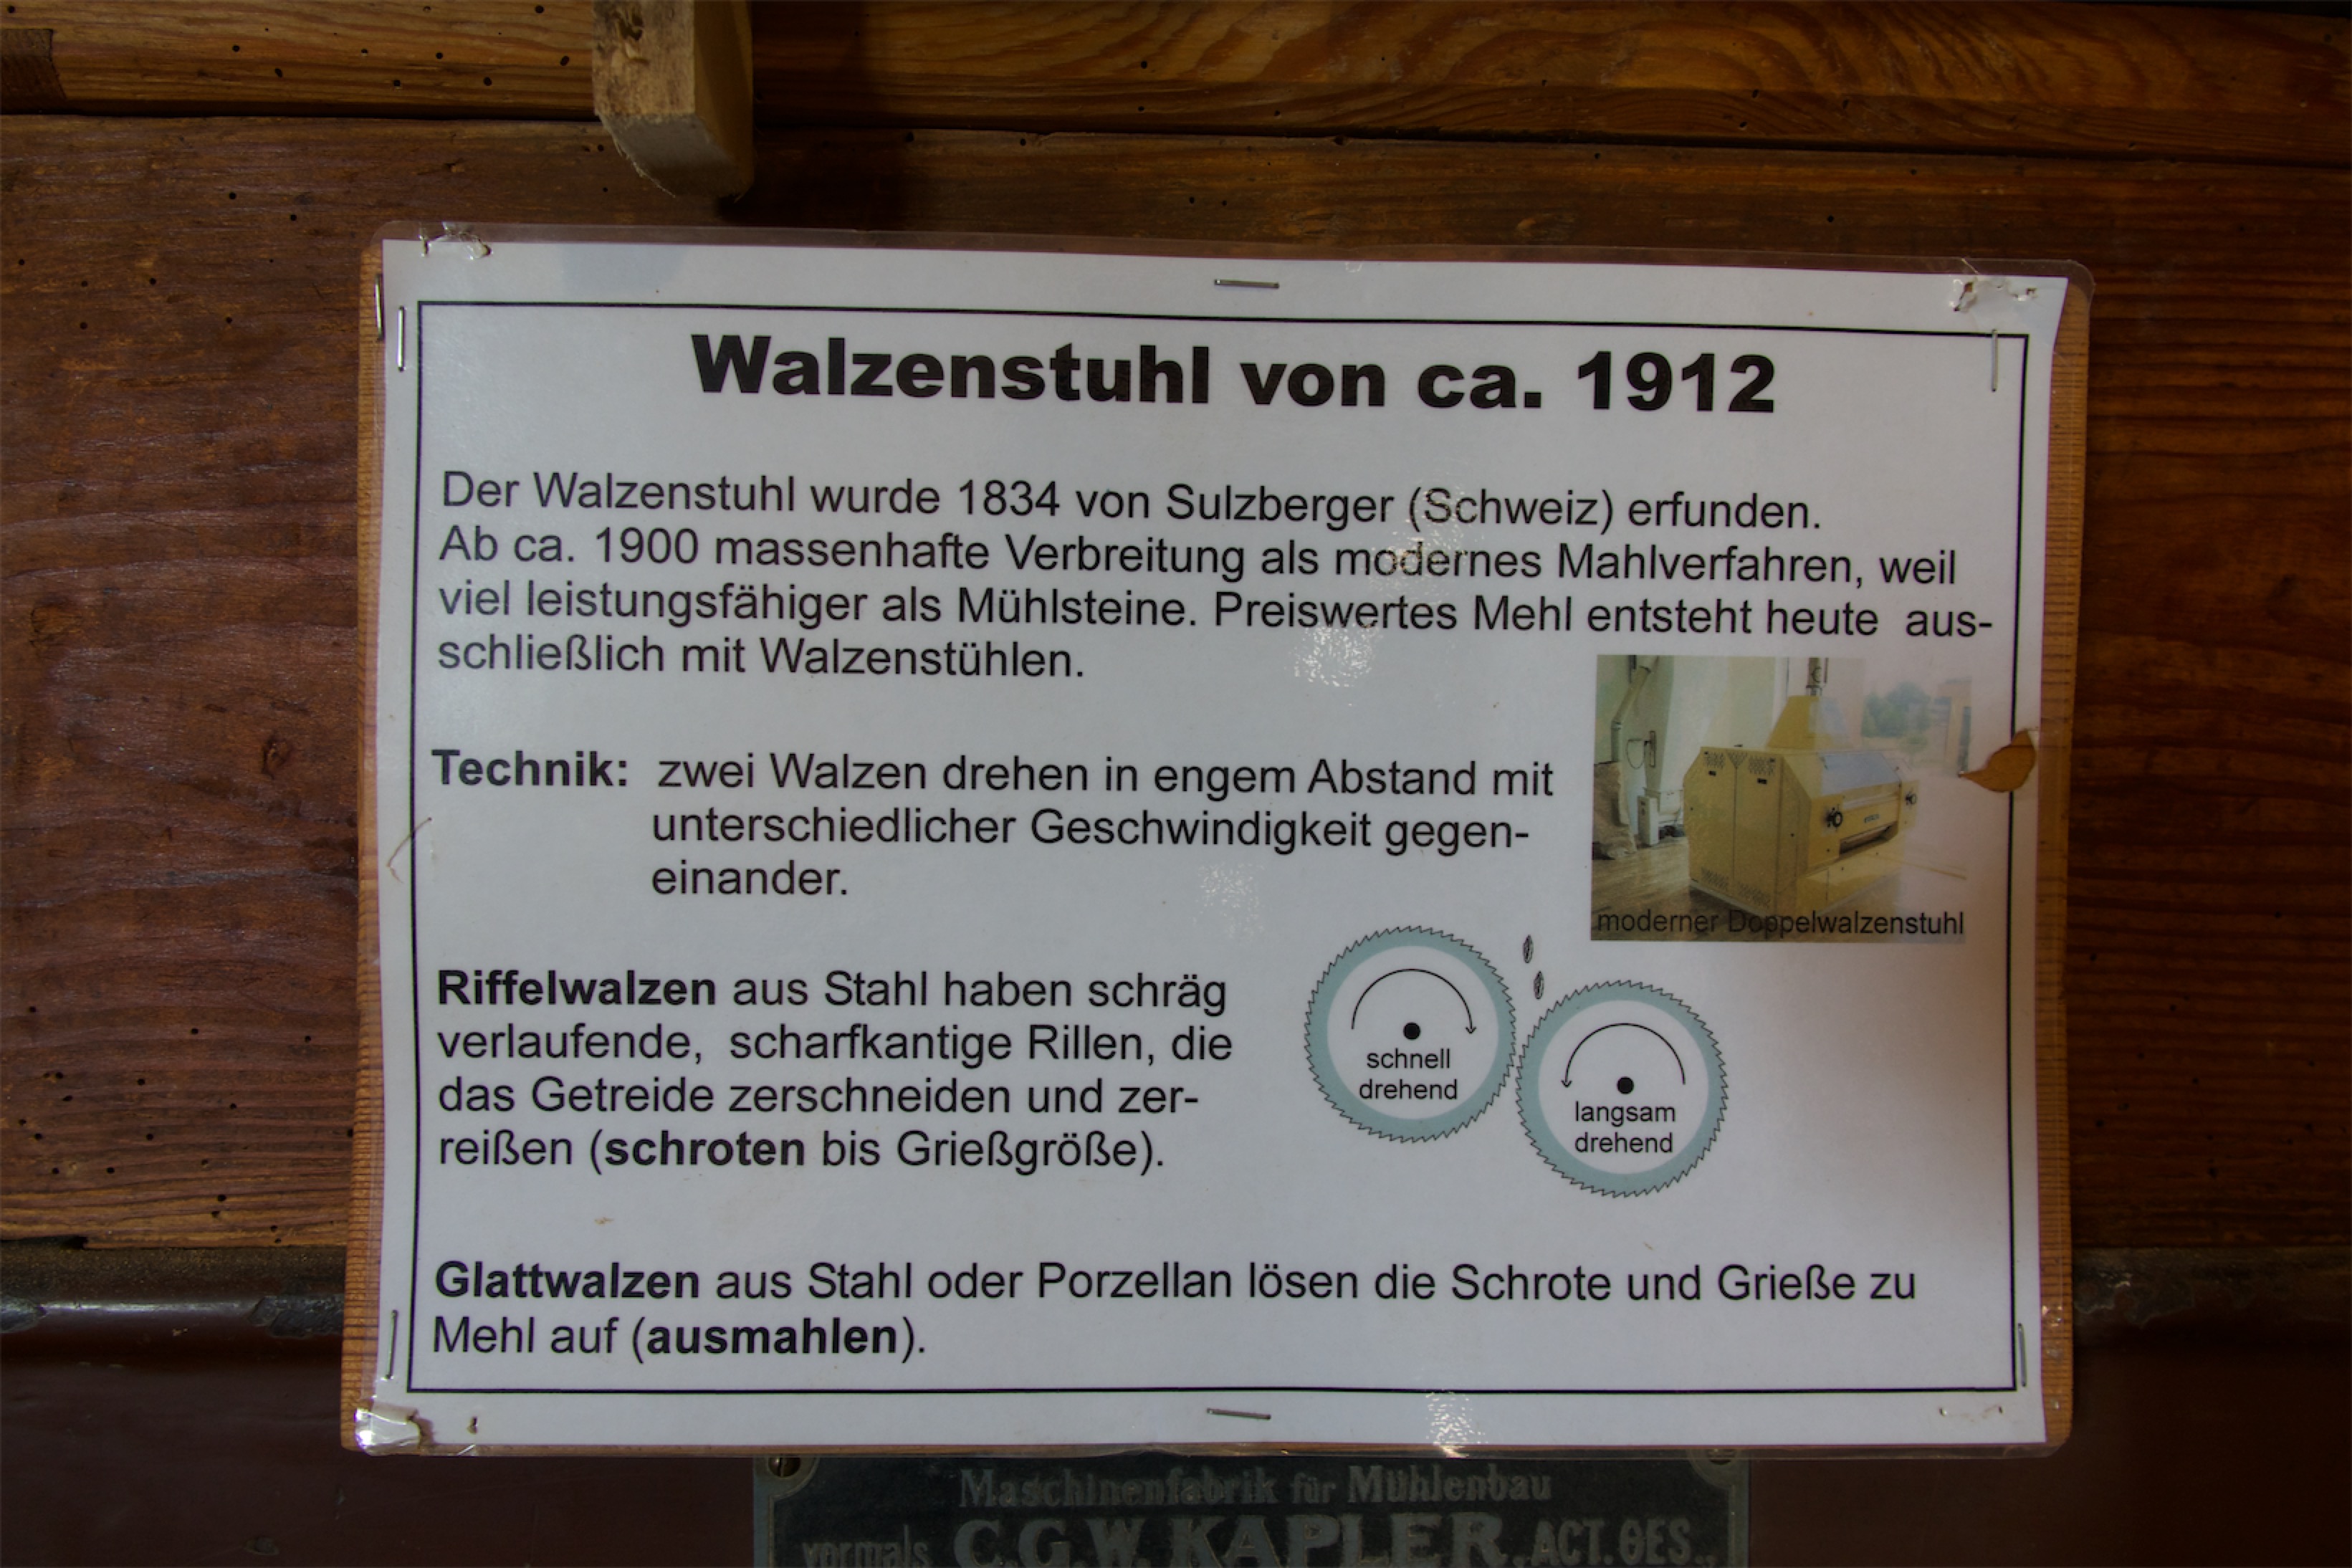 Walzenstuhl von ca. 1912
Der Walzenstuhl wurde 1834 von Sulzberger (Schweiz) erfunden.
Ab ca. 1900 massenhafte Verbreitung als modernes Mahlverfahren, weil
viel leistungsfähiger als Mühlsteine. Preiswertes Mehl entsteht heute aus-
schließlich mit Walzenstühlen.
Technik: zwei Walzen drehen in engem Abstand mit
unterschiedlicher Geschwindigkeit gegen-
einander.
moderner Doppelwalzenstuhl
Riffelwalzen aus Stahl haben schräg
verlaufende, scharfkantige Rillen, die
das Getreide zerschneiden und zer-
reißen (schroten bis Grießgröße).
schnell
drehend
langsam
drehend
Glattwalzen aus Stahl oder Porzellan lösen die Schrote und Grieße zu
Mehl auf (ausmahlen).
Maschinenfabrik für Mühlenbau
vormals C.G.W. KAPLER ACT. GES.